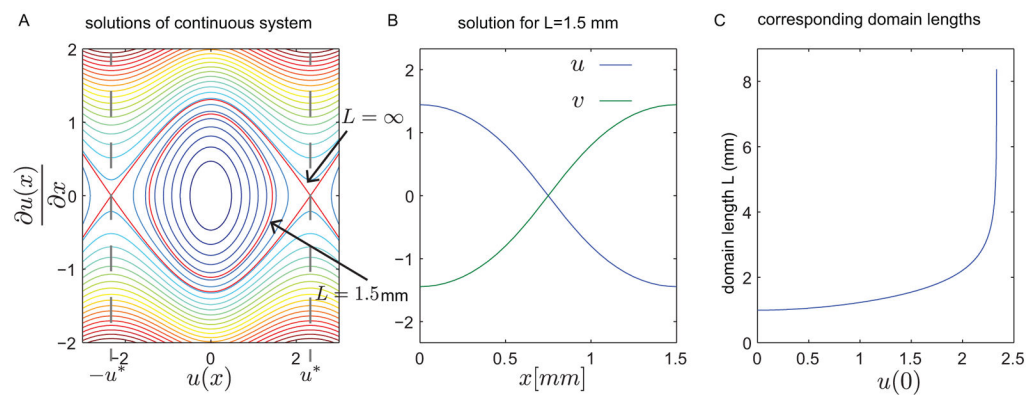 A
solutions of continuous system
2
1
0
−1
−2
∂u(x)
∂x
−2
0
2
−u*
u(x)
u*
L = ∞
L = 1.5mm
B
solution for L=1.5 mm
u
v
2
1
0
−1
−2
0
0.5
1
1.5
x[mm]
C
corresponding domain lengths
8
6
4
2
0
domain length L (mm)
0
0.5
1
1.5
2
2.5
u(0)